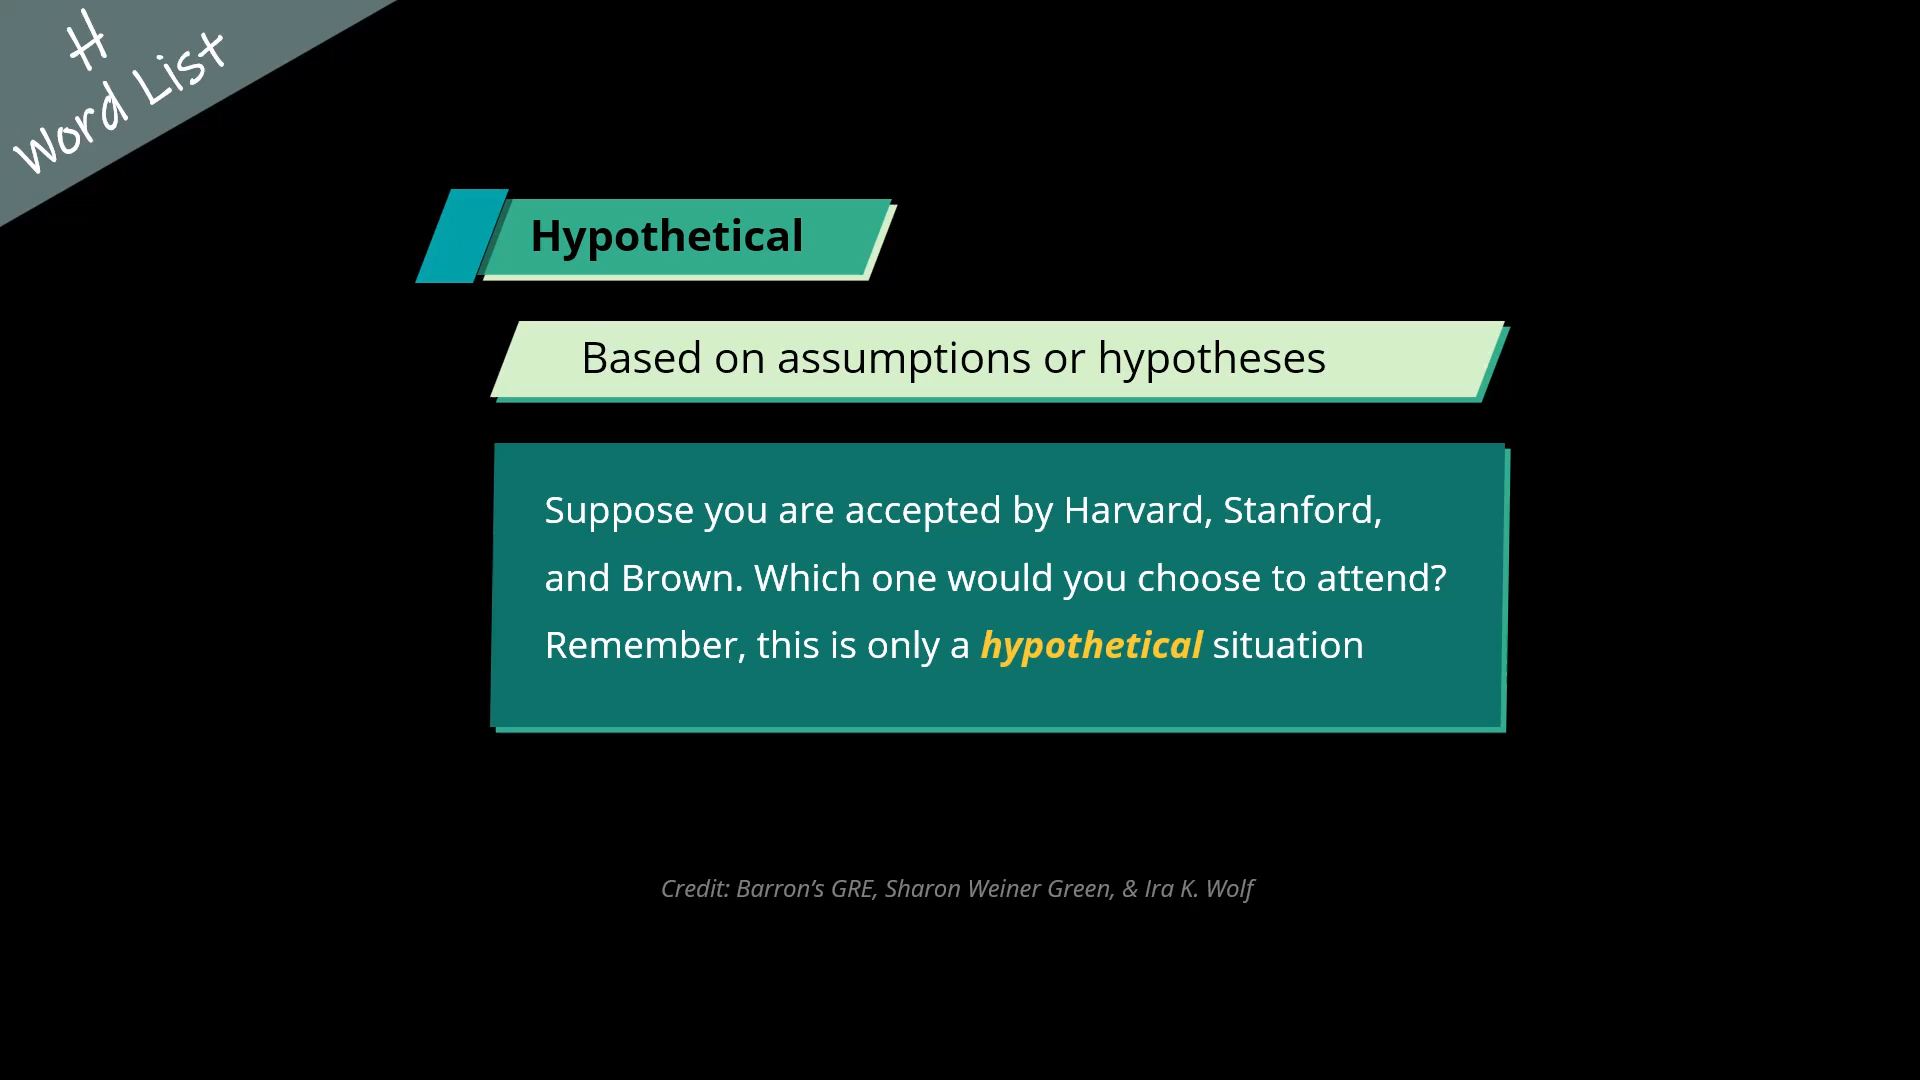 H
Word List
Hypothetical
Based on assumptions or hypotheses
Suppose you are accepted by Harvard, Stanford,
and Brown. Which one would you choose to attend?
Remember, this is only a hypothetical situation
Credit: Barron’s GRE, Sharon Weiner Green, & Ira K. Wolf